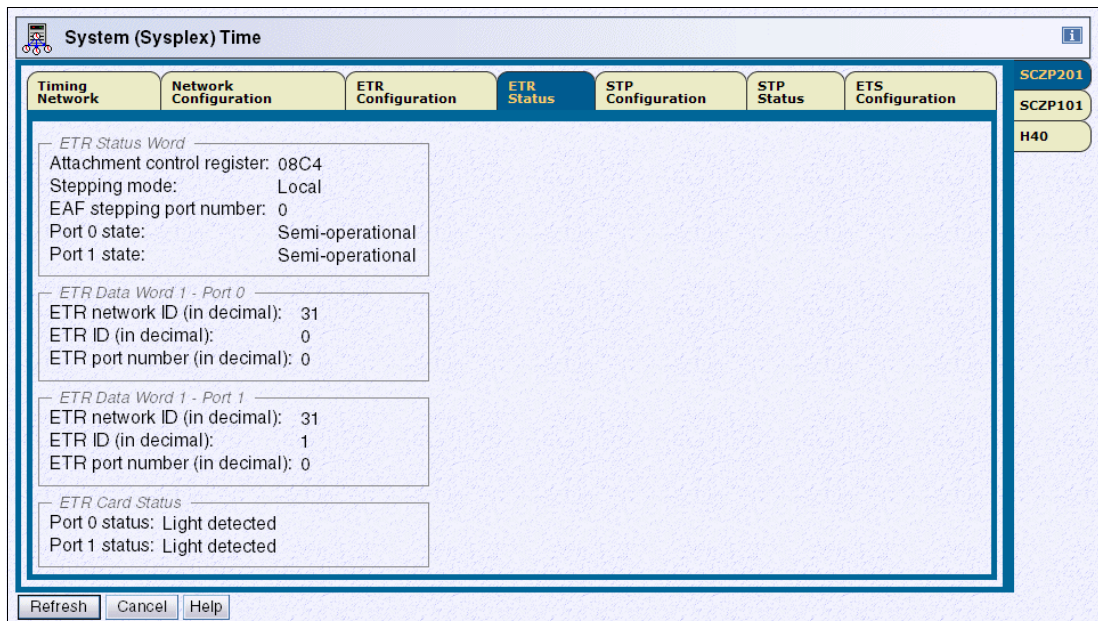 System (Sysplex) Time
i
Timing Network
Network Configuration
ETR Configuration
ETR Status
STP Configuration
STP Status
ETS Configuration
SCZP201
SCZP101
H40
ETR Status Word
Attachment control register: 08C4
Stepping mode: Local
EAF stepping port number: 0
Port 0 state: Semi-operational
Port 1 state: Semi-operational
ETR Data Word 1 - Port 0
ETR network ID (in decimal): 31
ETR ID (in decimal): 0
ETR port number (in decimal): 0
ETR Data Word 1 - Port 1
ETR network ID (in decimal): 31
ETR ID (in decimal): 1
ETR port number (in decimal): 0
ETR Card Status
Port 0 status: Light detected
Port 1 status: Light detected
Refresh Cancel Help